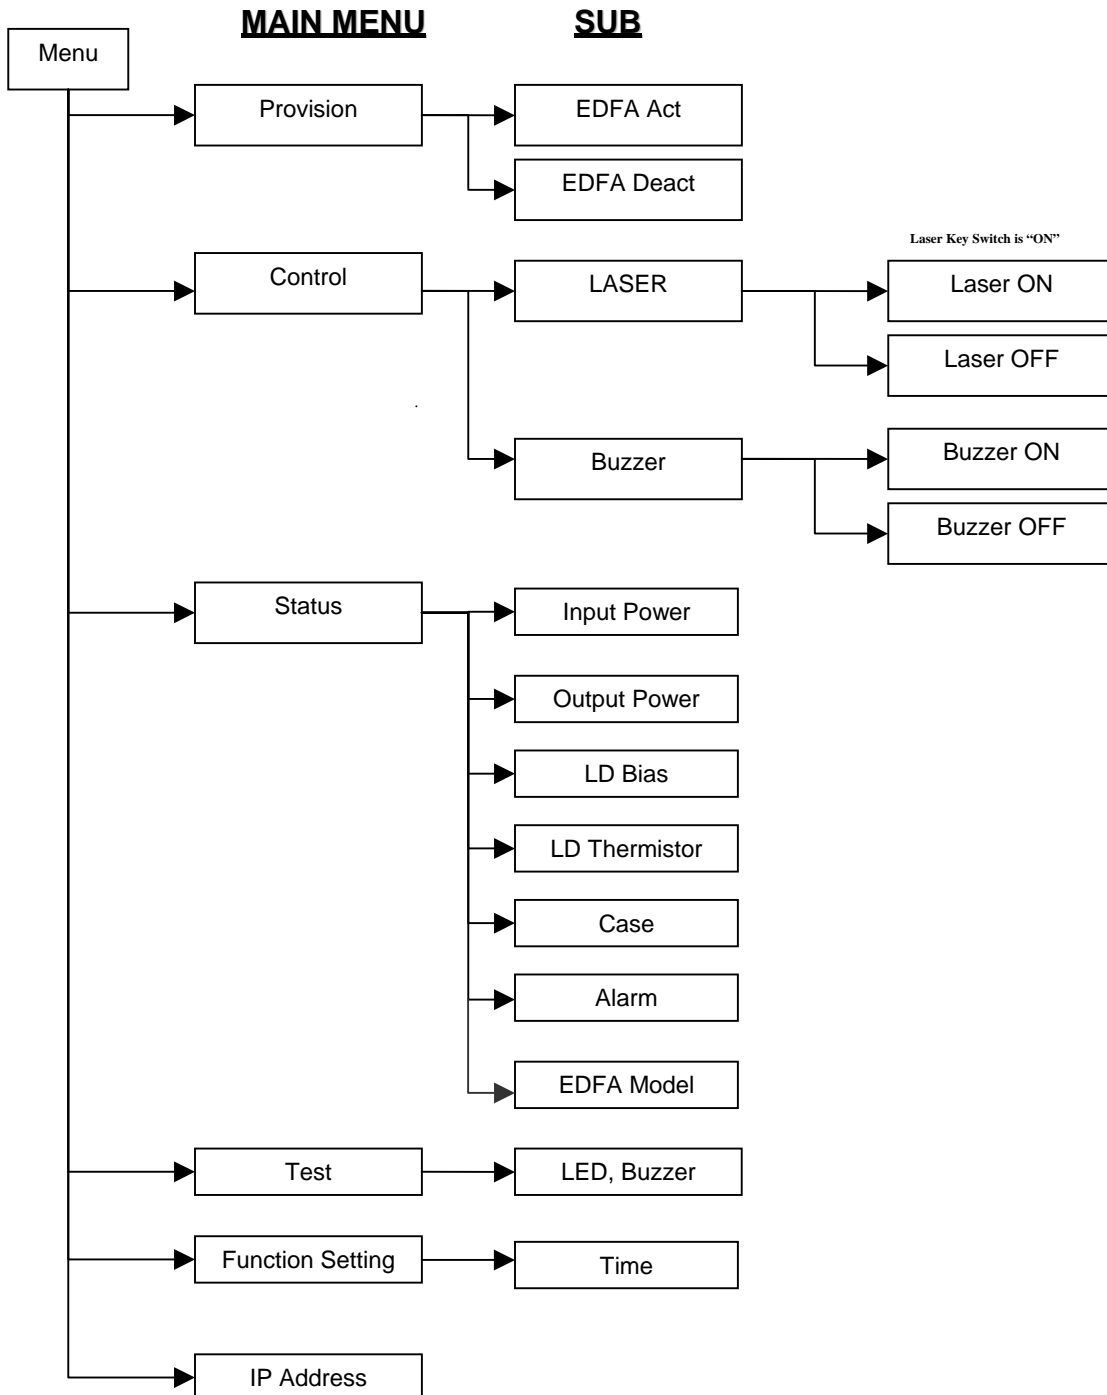 MAIN MENU SUB
Menu
Provision
EDFA Act
EDFA Deact
Laser Key Switch is “ON”
Control
LASER
Laser ON
Laser OFF
Buzzer
Buzzer ON
Buzzer OFF
Status
Input Power
Output Power
LD Bias
LD Thermistor
Case
Alarm
EDFA Model
Test
LED, Buzzer
Function Setting
Time
IP Address